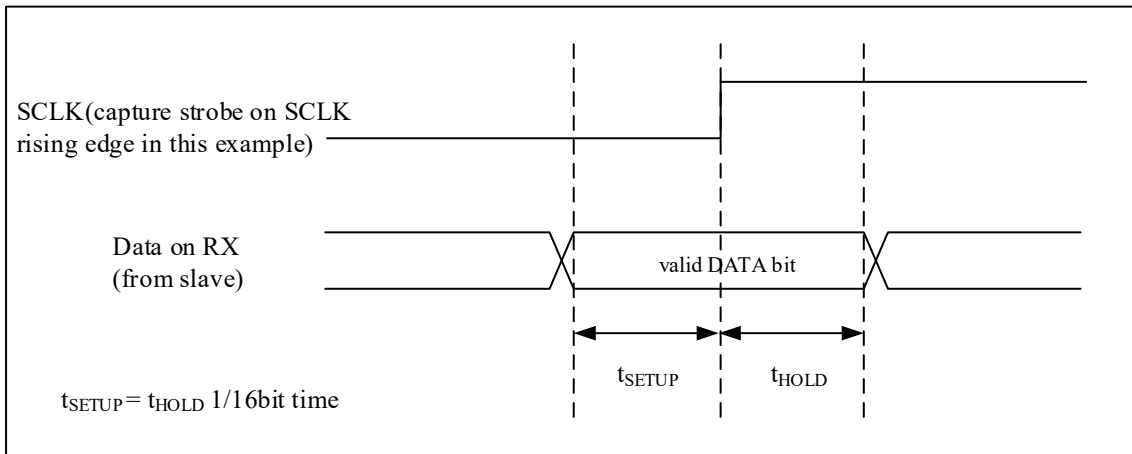 SCLK(capture strobe on SCLK
rising edge in this example)
Data on RX
(from slave)
valid DATA bit
tSETUP
tHOLD
tSETUP = tHOLD 1/16bit time